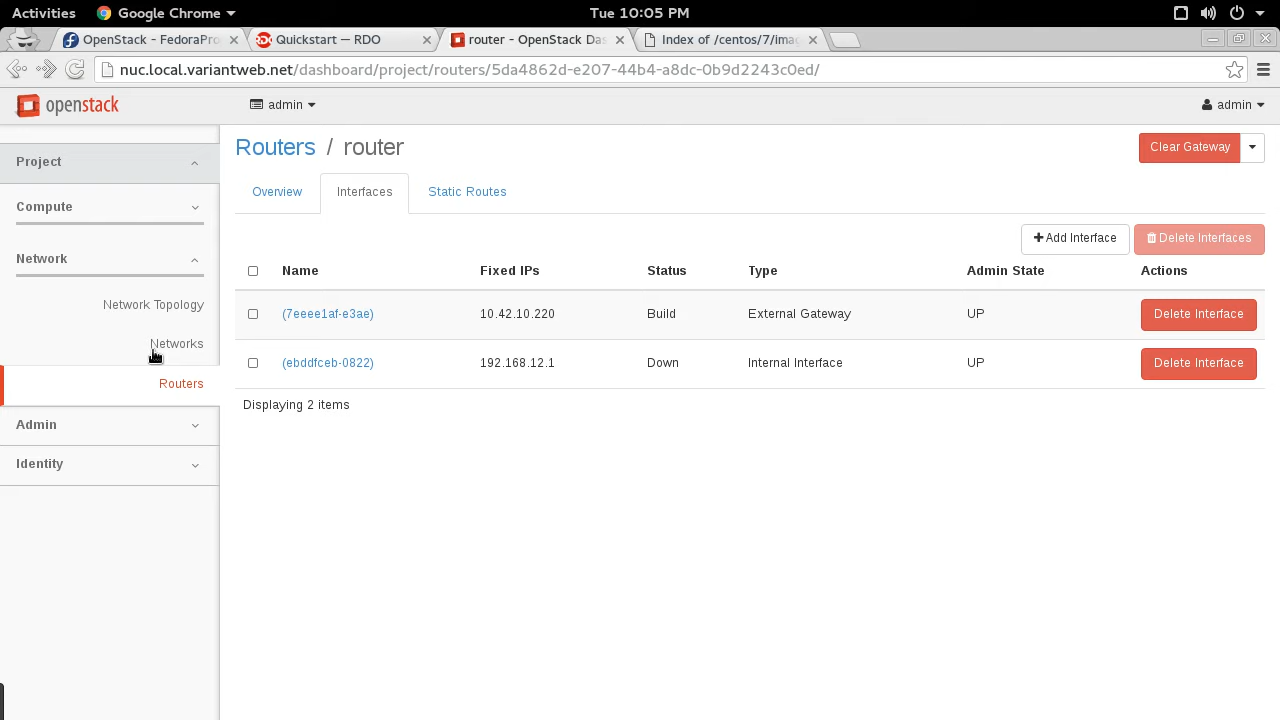 Activities Google Chrome Tue 10:05 PM
OpenStack - FedoraPro Quickstart — RDO router - OpenStack Das Index of /centos/7/imag
nuc.local.variantweb.net/dashboard/project/routers/5da4862d-e207-44b4-a8dc-0b9d2243c0ed/
openstack admin admin
Project
Compute
Network
Network Topology
Networks
Routers
Admin
Identity
Routers / router
Clear Gateway
Overview Interfaces Static Routes
+ Add Interface Delete Interfaces
Name Fixed IPs Status Type Admin State Actions
(7eeee1af-e3ae) 10.42.10.220 Build External Gateway UP Delete Interface
(ebddfceb-0822) 192.168.12.1 Down Internal Interface UP Delete Interface
Displaying 2 items